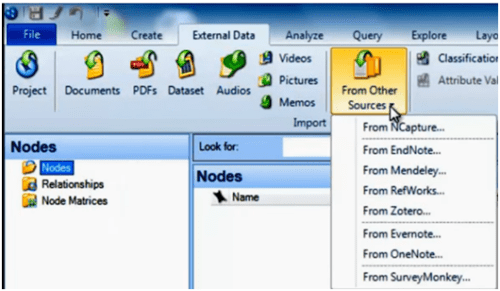 File Home Create External Data Analyze Query Explore Layo
Project Documents PDFs Dataset Audios
Videos
Pictures
Memos
From Other
Sources
Classification
Attribute Val
Import
From NCapture...
From EndNote...
From Mendeley...
From RefWorks...
From Zotero...
From Evernote...
From OneNote...
From SurveyMonkey...
Nodes
Nodes
Relationships
Node Matrices
Look for:
Nodes
Name